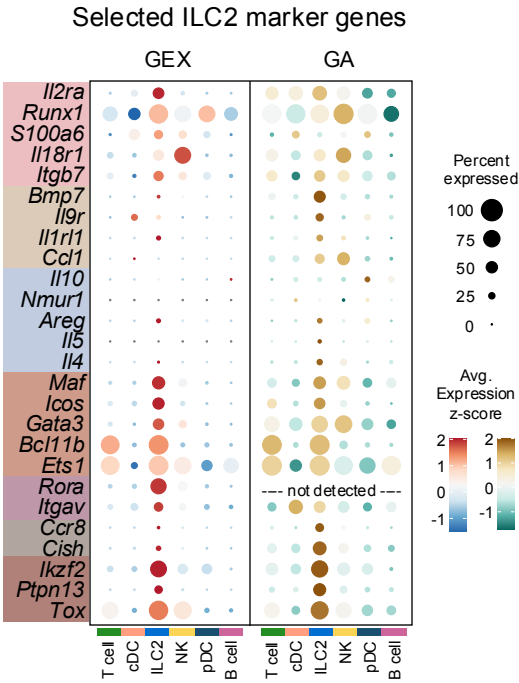 Selected ILC2 marker genes
GEX GA
Il2ra
Runx1
S100a6
Il18r1
Itgb7
Bmp7
Il9r
Il1rl1
Ccl1
Il10
Nmur1
Areg
Il5
Il4
Maf
Icos
Gata3
Bcl11b
Ets1
Rora
--- not detected ---
Itgav
Ccr8
Cish
Ikzf2
Ptpn13
Tox
T cell cDC ILC2 NK pDC B cell T cell cDC ILC2 NK pDC B cell
Percent
expressed
100
75
50
25
0
Avg.
Expression
z-score
2 2
1 1
0 0
-1 -1